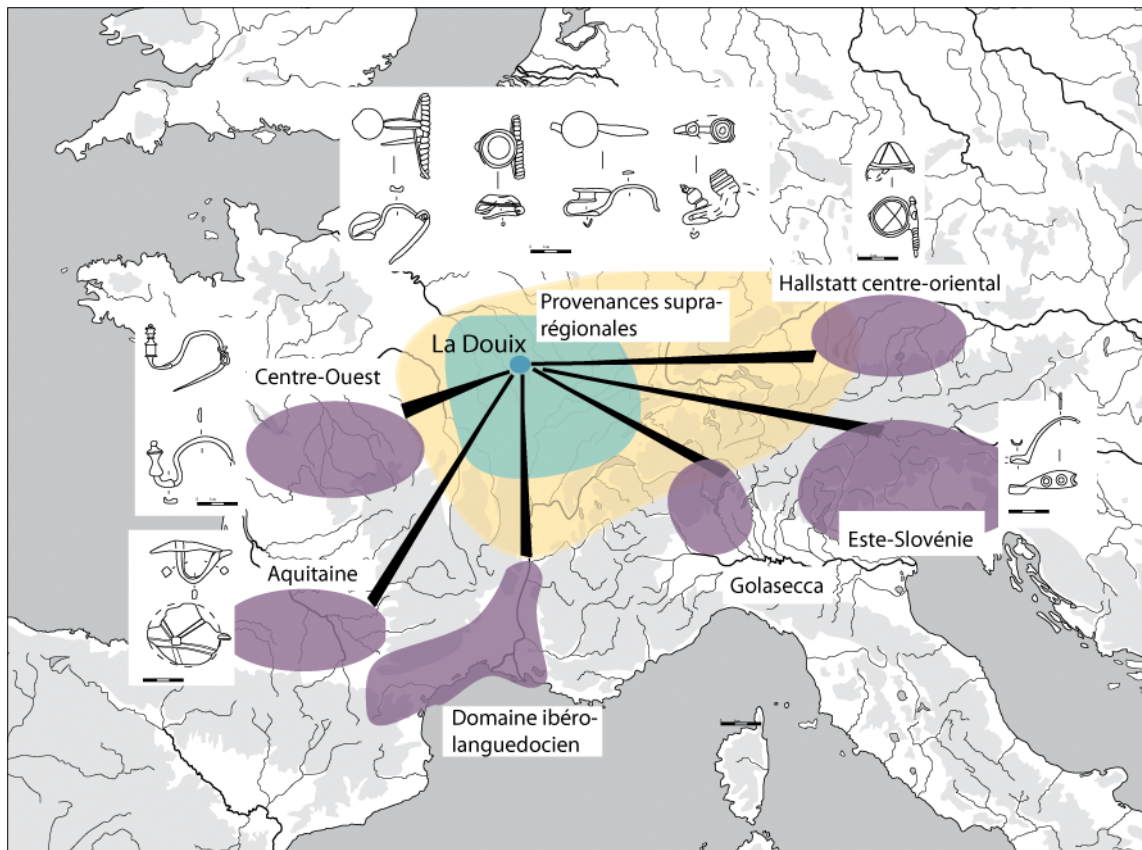 Hallstatt centre-oriental
Provenances supra-
régionales
La Douix
Centre-Ouest
Este-Slovénie
Aquitaine
Golasecca
Domaine ibéro-
languedocien